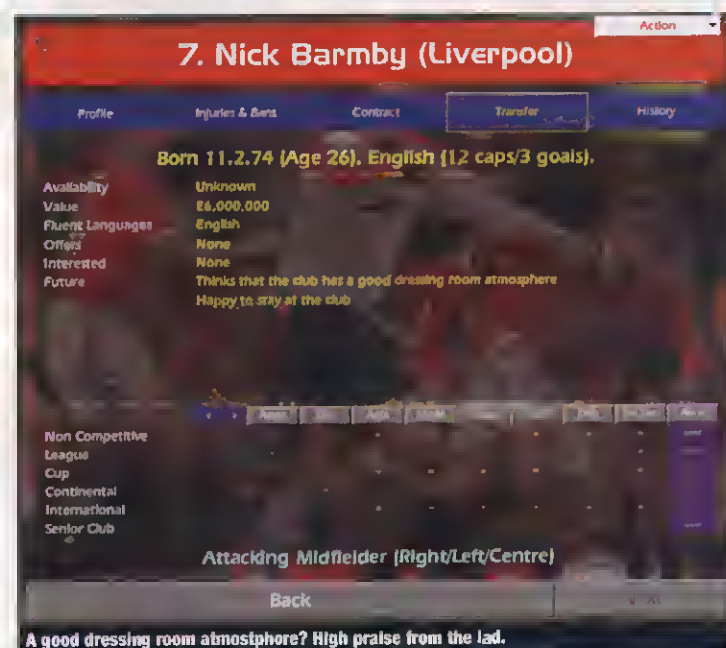 Action
7. Nick Barmby (Liverpool)
Profile Injuries & Bans Contract Transfer History
Born 11.2.74 (Age 26). English (12 caps/3 goals).
Availability Unknown
Value £6,000,000
Fluent Languages English
Offers None
Interested None
Future Thinks that the club has a good dressing room atmosphere
Happy to stay at the club
Non Competitive
League
Cup
Continental
International
Senior Club
Attacking Midfielder (Right/Left/Centre)
Back
A good dressing room atmostphore? High praise from the lad.